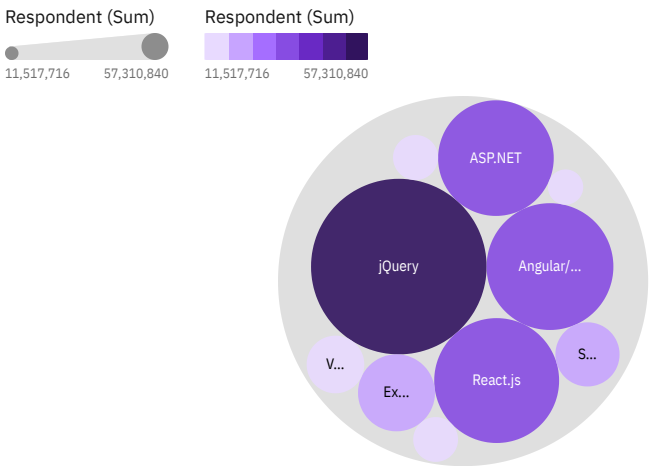 Respondent (Sum)
11,517,716 57,310,840
Respondent (Sum)
11,517,716 57,310,840
ASP.NET
jQuery
Angular/...
V...
S...
Ex...
React.js